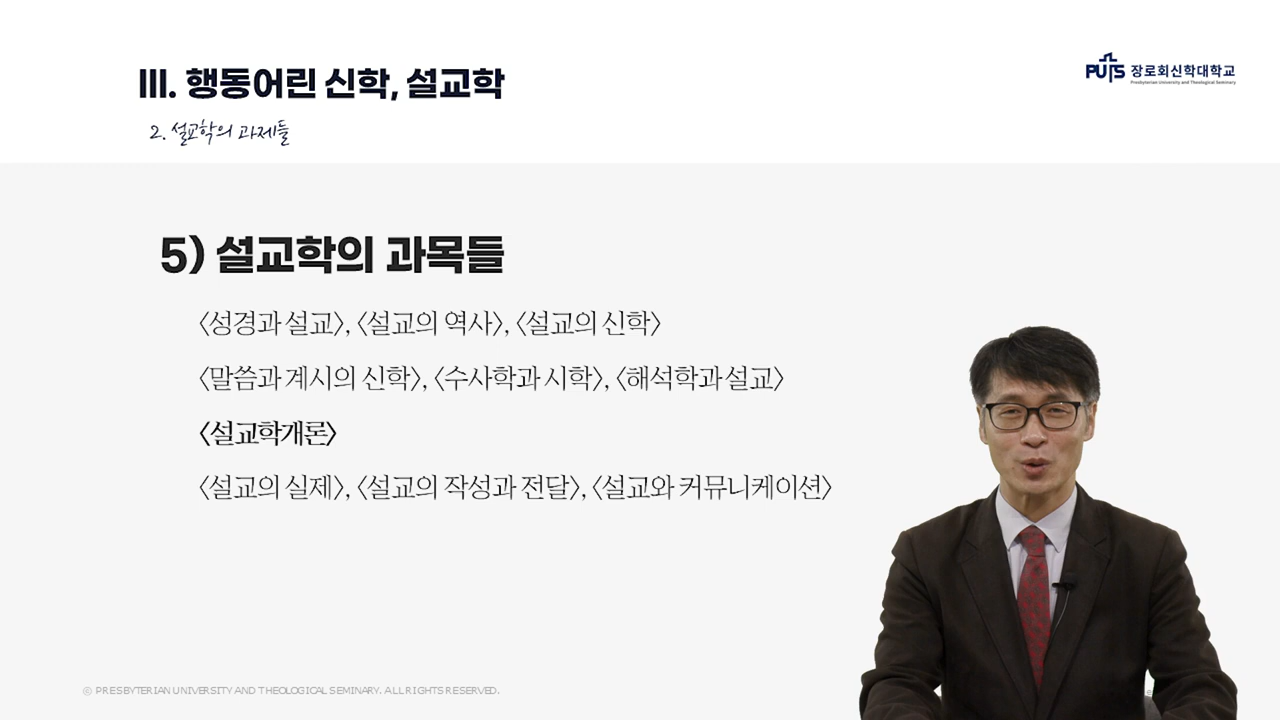 III. 행동어린 신학, 설교학
PUTS 장로회신학대학교
Presbyterian University and Theological Seminary
2. 설교학의 과제들
5) 설교학의 과목들
〈성경과 설교〉, 〈설교의 역사〉, 〈설교의 신학〉
〈말씀과 계시의 신학〉, 〈수사학과 시학〉, 〈해석학과 설교〉
〈설교학개론〉
〈설교의 실제〉, 〈설교의 작성과 전달〉, 〈설교와 커뮤니케이션〉
© PRESBYTERIAN UNIVERSITY AND THEOLOGICAL SEMINARY. ALL RIGHTS RESERVED.